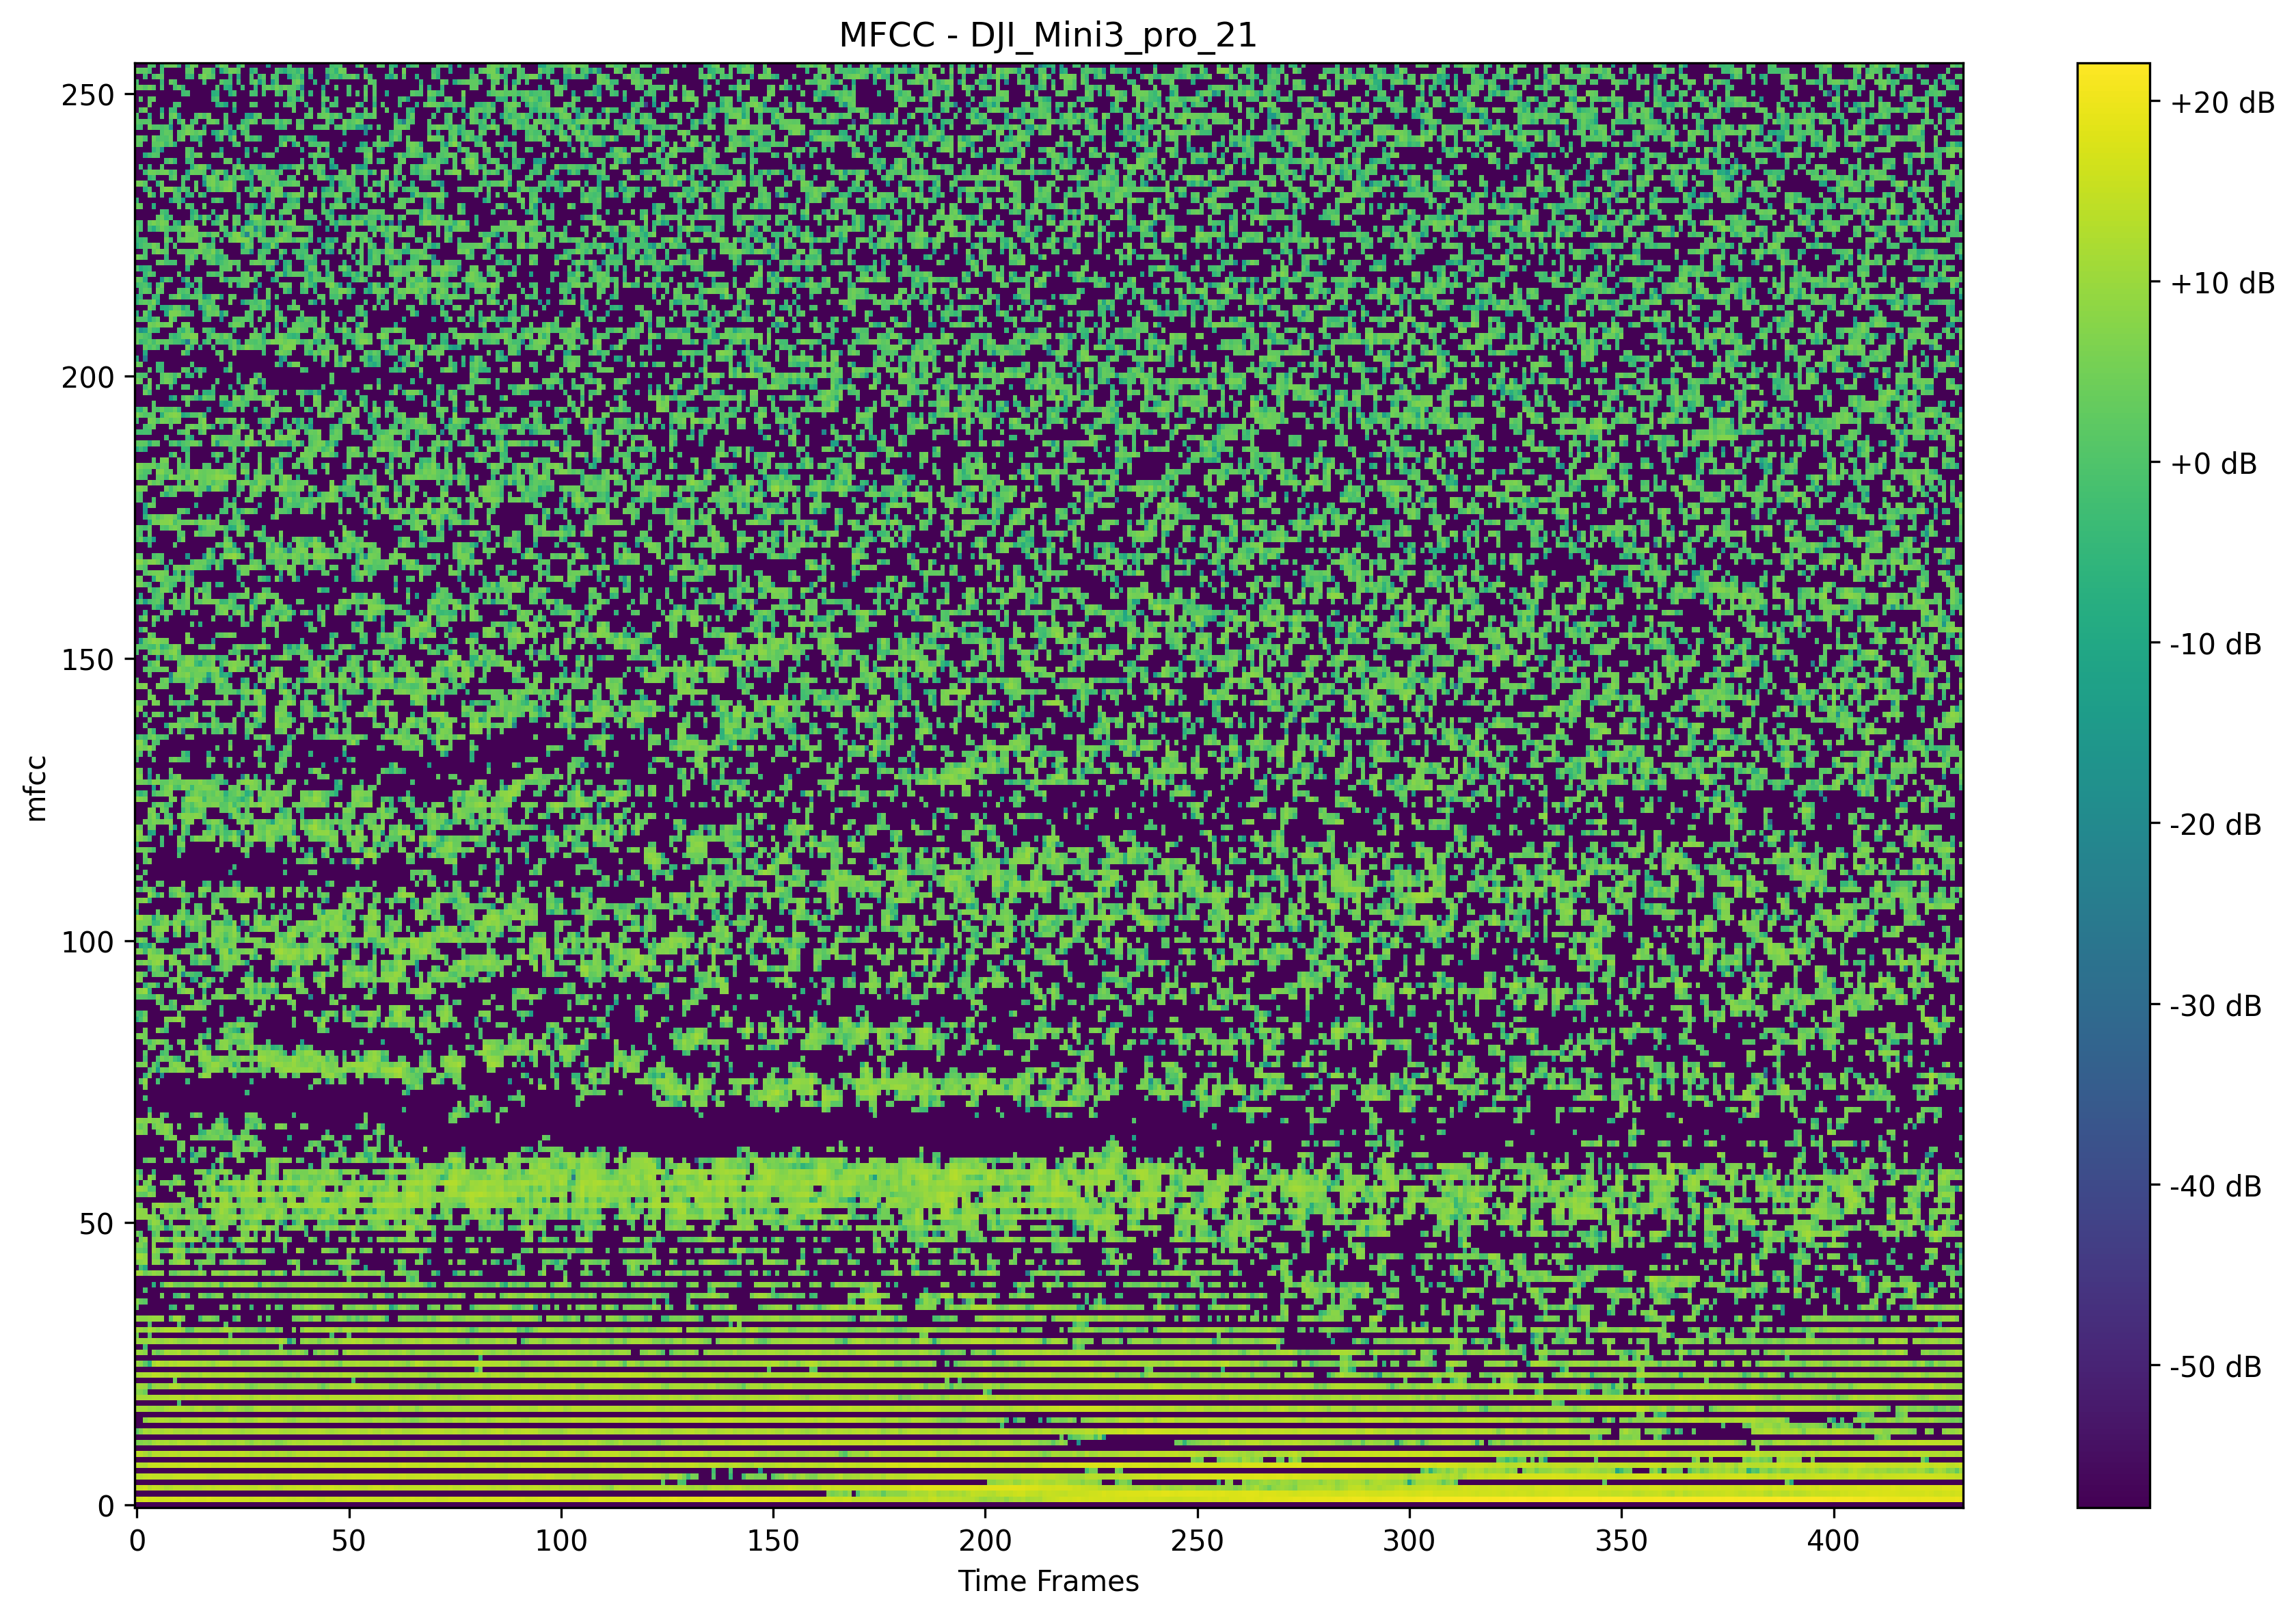 MFCC - DJI_Mini3_pro_21
250
200
150
100
50
0
mfcc
0 50 100 150 200 250 300 350 400
Time Frames
+20 dB
+10 dB
+0 dB
-10 dB
-20 dB
-30 dB
-40 dB
-50 dB